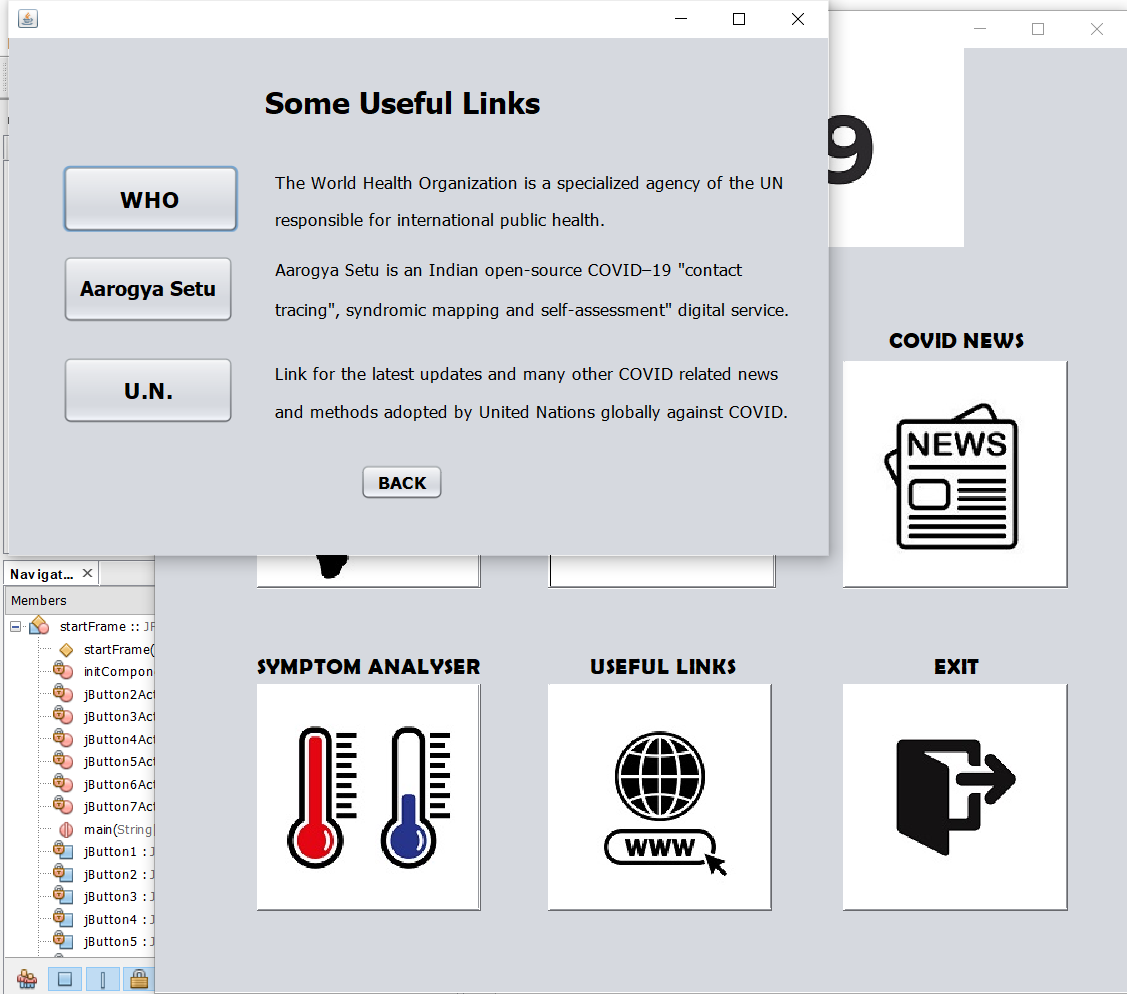 Some Useful Links
WHO
The World Health Organization is a specialized agency of the UN
responsible for international public health.
Aarogya Setu
Aarogya Setu is an Indian open-source COVID–19 "contact
tracing", syndromic mapping and self-assessment" digital service.
U.N.
Link for the latest updates and many other COVID related news
and methods adopted by United Nations globally against COVID.
BACK
9
COVID NEWS
NEWS
SYMPTOM ANALYSER
USEFUL LINKS
WWW
EXIT
Navigat...
Members
startFrame :: JF
startFrame(
initCompon
jButton2Act
jButton3Act
jButton4Act
jButton5Act
jButton6Act
jButton7Act
main(String[
jButton1 : J
jButton2 : J
jButton3 : J
jButton4 : J
jButton5 : J